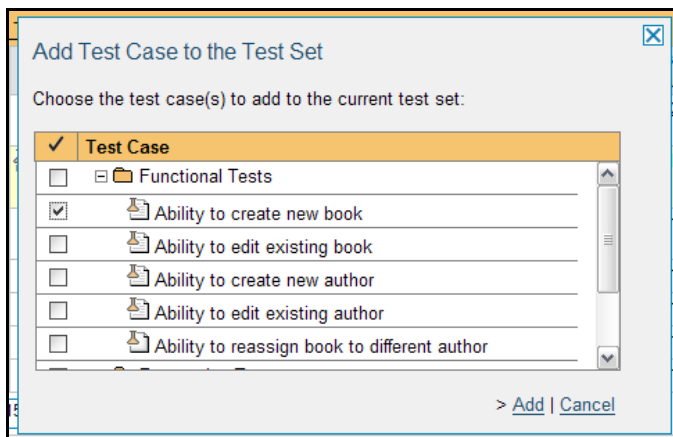 Add Test Case to the Test Set
Choose the test case(s) to add to the current test set:
Test Case
Functional Tests
Ability to create new book
Ability to edit existing book
Ability to create new author
Ability to edit existing author
Ability to reassign book to different author
> Add | Cancel